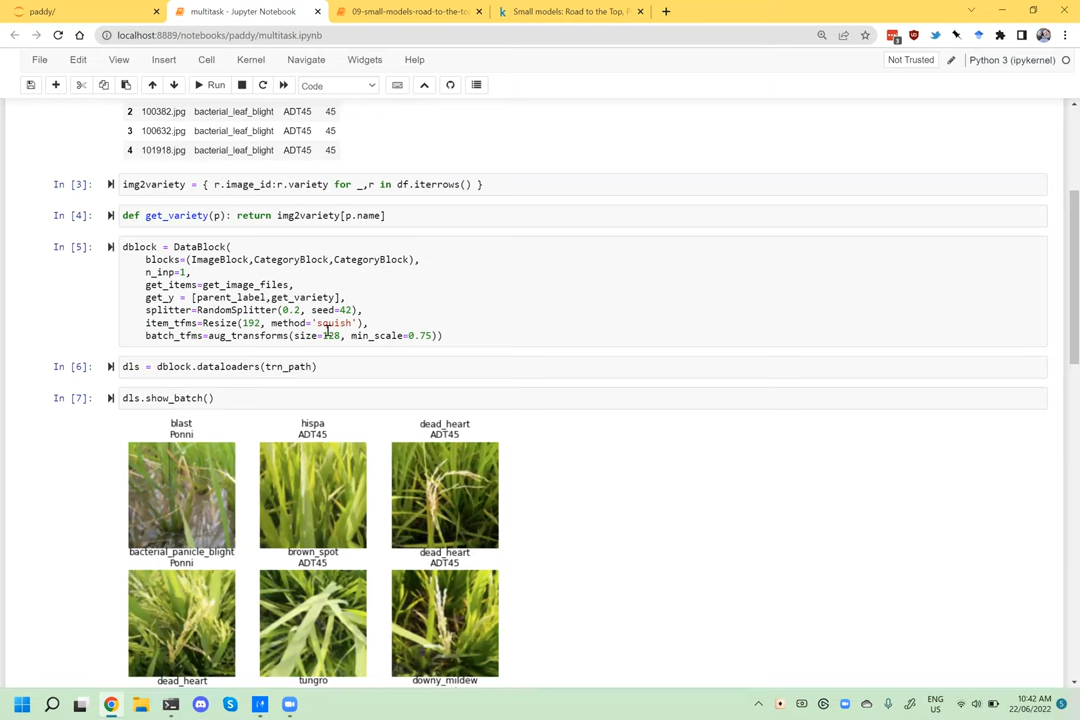 paddy/
multitask - Jupyter Notebook
09-small-models-road-to-the-to
Small models: Road to the Top, P
localhost:8889/notebooks/paddy/multitask.ipynb
File Edit View Insert Cell Kernel Navigate Widgets Help
Not Trusted
Python 3 (ipykernel)
Run
Code
2 100382.jpg bacterial_leaf_blight ADT45 45
3 100632.jpg bacterial_leaf_blight ADT45 45
4 101918.jpg bacterial_leaf_blight ADT45 45
In [3]: img2variety = { r.image_id:r.variety for _,r in df.iterrows() }
In [4]: def get_variety(p): return img2variety[p.name]
In [5]: dblock = DataBlock(
blocks=(ImageBlock,CategoryBlock,CategoryBlock),
n_inp=1,
get_items=get_image_files,
get_y = [parent_label,get_variety],
splitter=RandomSplitter(0.2, seed=42),
item_tfms=Resize(192, method='squish'),
batch_tfms=aug_transforms(size=128, min_scale=0.75))
In [6]: dls = dblock.dataloaders(trn_path)
In [7]: dls.show_batch()
blast hispa dead_heart
Ponni ADT45 ADT45
bacterial_panicle_blight brown_spot dead_heart
Ponni ADT45 ADT45
dead_heart tungro downy_mildew
ENG
US
10:42 AM
22/06/2022
5